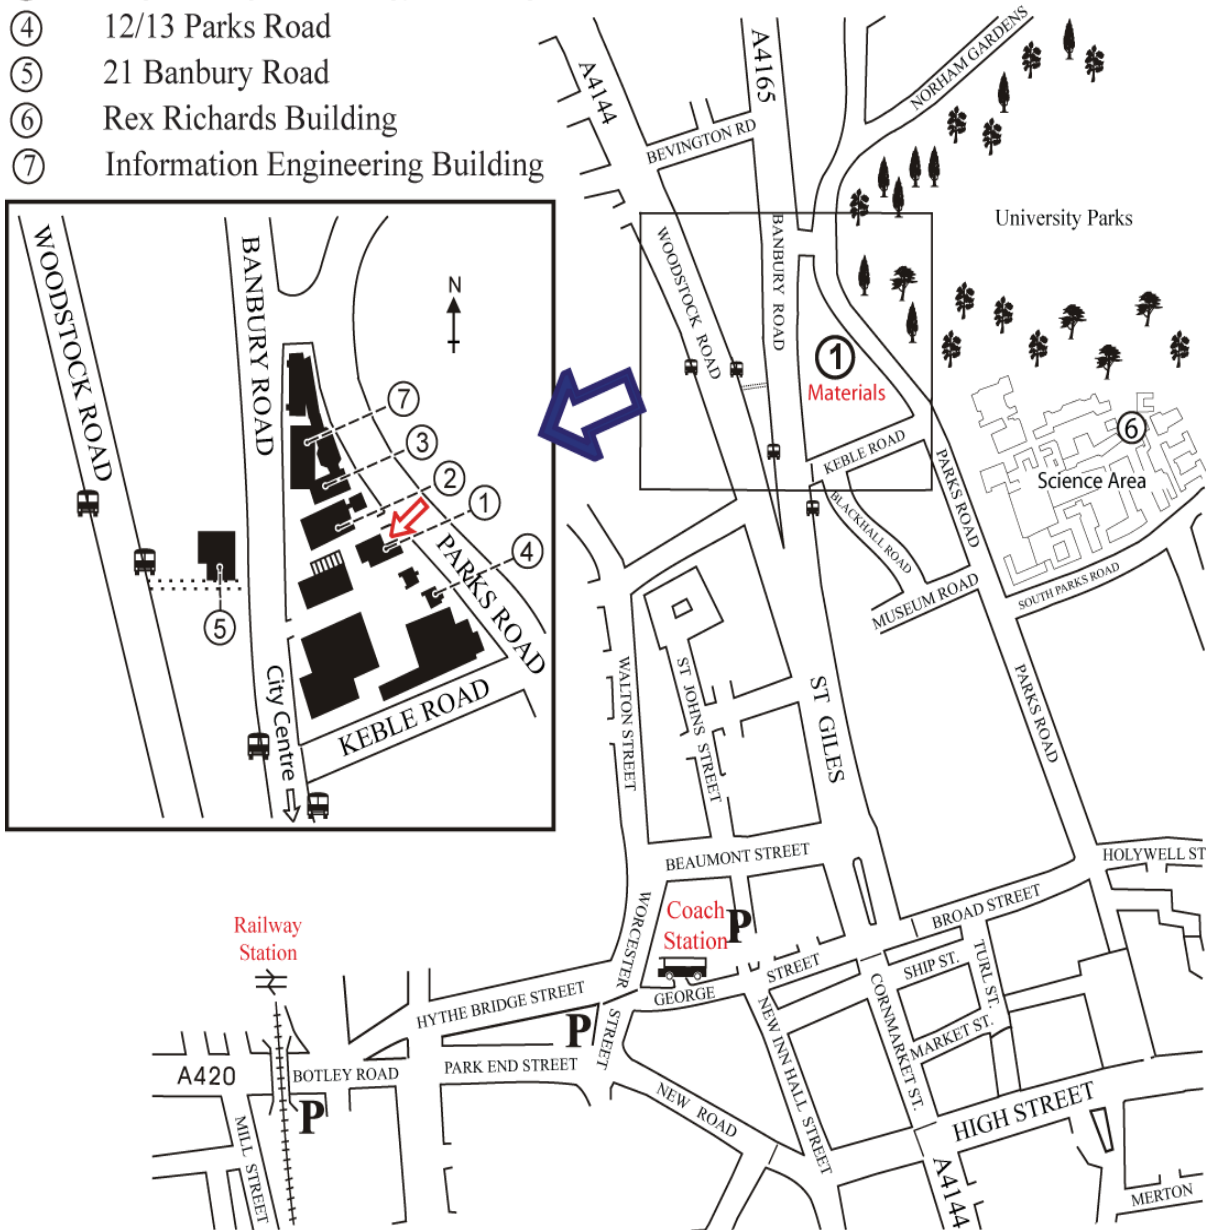 ④ 12/13 Parks Road
⑤ 21 Banbury Road
⑥ Rex Richards Building
⑦ Information Engineering Building
WOODSTOCK ROAD
BANBURY ROAD
N
7
3
2
1
4
5
PARKS ROAD
KEBLE ROAD
City Centre
A4144
A4165
NORHAM GARDENS
BEVINGTON RD
University Parks
WOODSTOCK ROAD
BANBURY ROAD
1
Materials
6
Science Area
KEBLE ROAD
PARKS ROAD
BLACKHALL ROAD
MUSEUM ROAD
SOUTH PARKS ROAD
WALTON STREET
ST JOHNS STREET
ST GILES
PARKS ROAD
BEAUMONT STREET
HOLYWELL ST
WORCESTER
STREET
Coach
Station
P
BROAD STREET
Railway
Station
GEORGE
STREET
SHIP ST.
TURL ST.
CORNMARKET ST.
MARKET ST.
HYTHE BRIDGE STREET
P
NEW INN HALL STREET
A420
BOTLEY ROAD
PARK END STREET
P
NEW ROAD
HIGH STREET
MILL STREET
A4144
MERTON